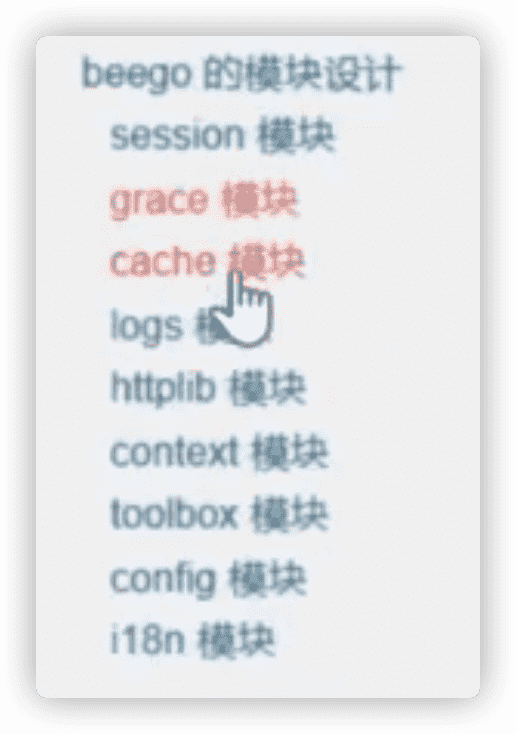 beego 的模块设计
session 模块
grace 模块
cache 模块
logs 模
httplib 模块
context 模块
toolbox 模块
config 模块
i18n 模块